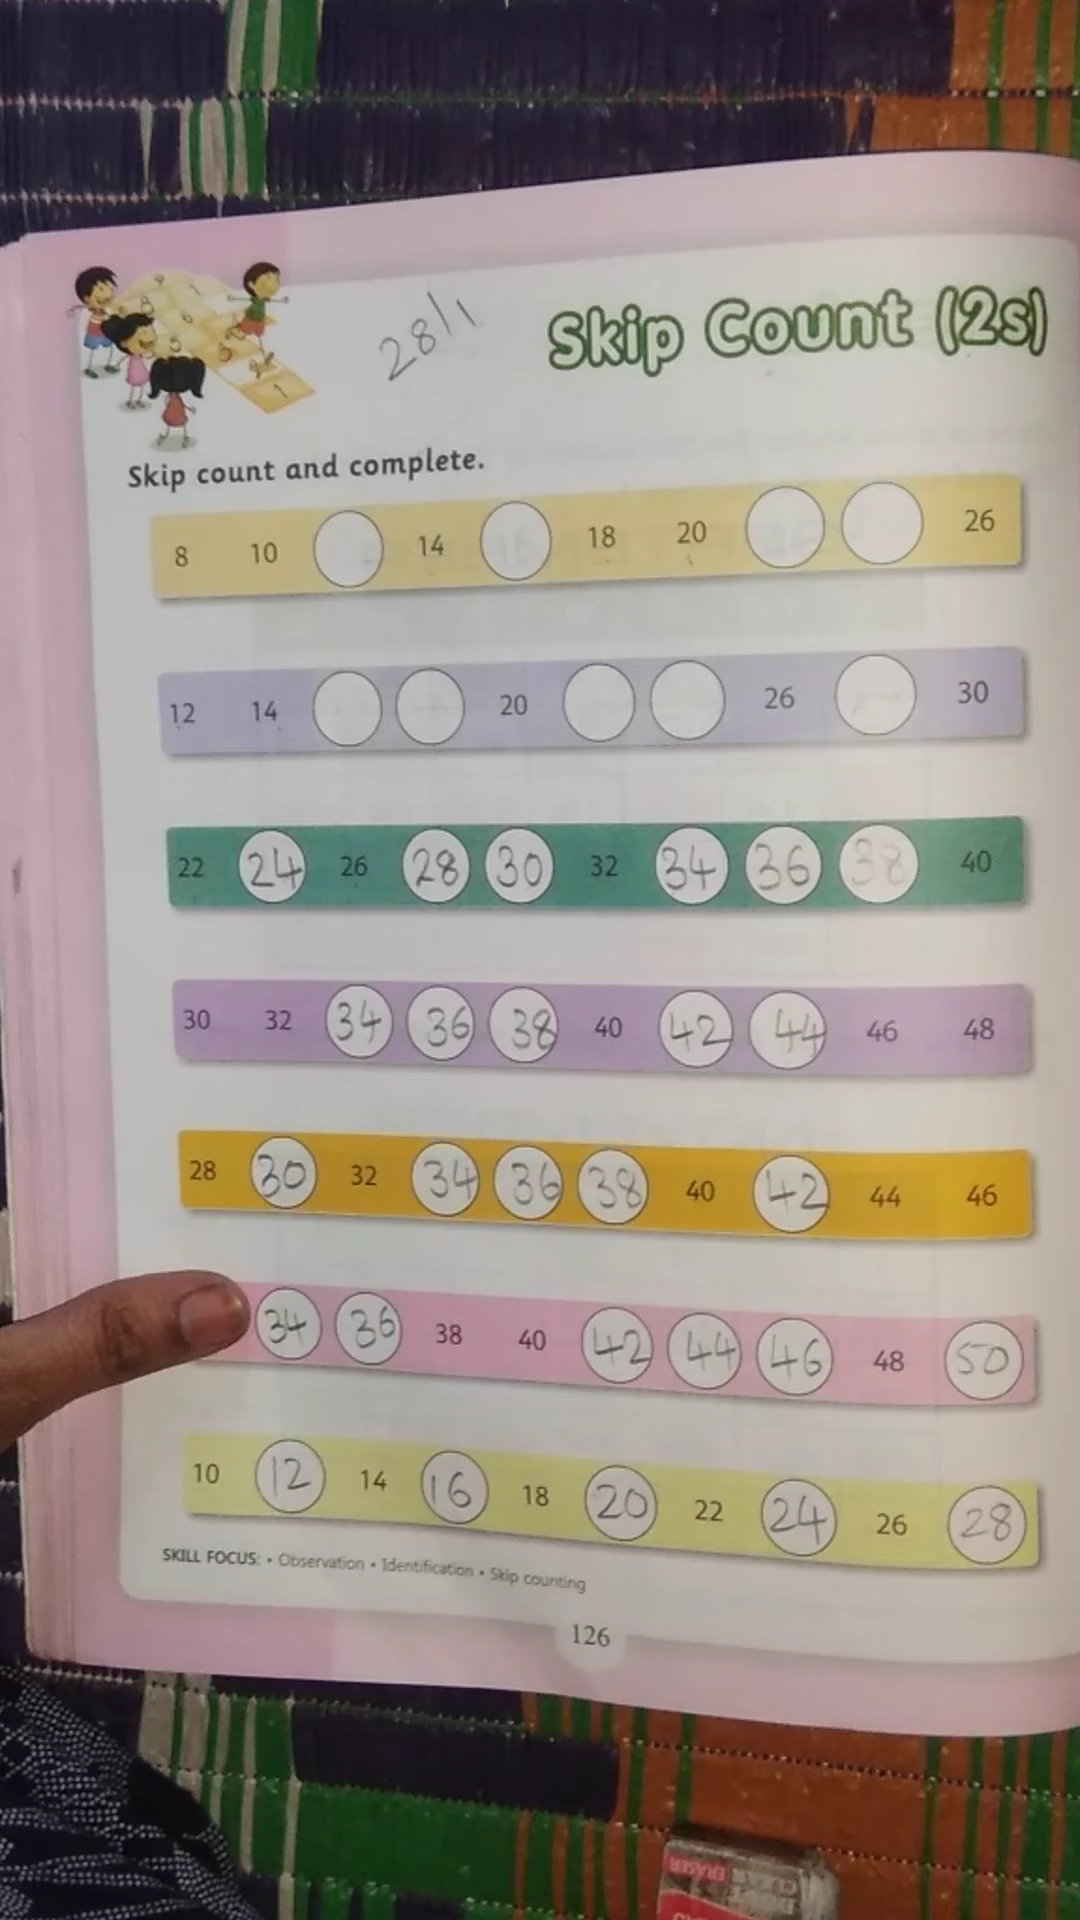 28/1
Skip Count (2s)
Skip count and complete.
8 10 14 18 20 26
12 14 20 26 30
22 24 26 28 30 32 34 36 38 40
30 32 34 36 38 40 42 44 46 48
28 30 32 34 36 38 40 42 44 46
34 36 38 40 42 44 46 48 50
10 12 14 16 18 20 22 24 26 28
SKILL FOCUS: • Observation • Identification • Skip counting
126
ERASER